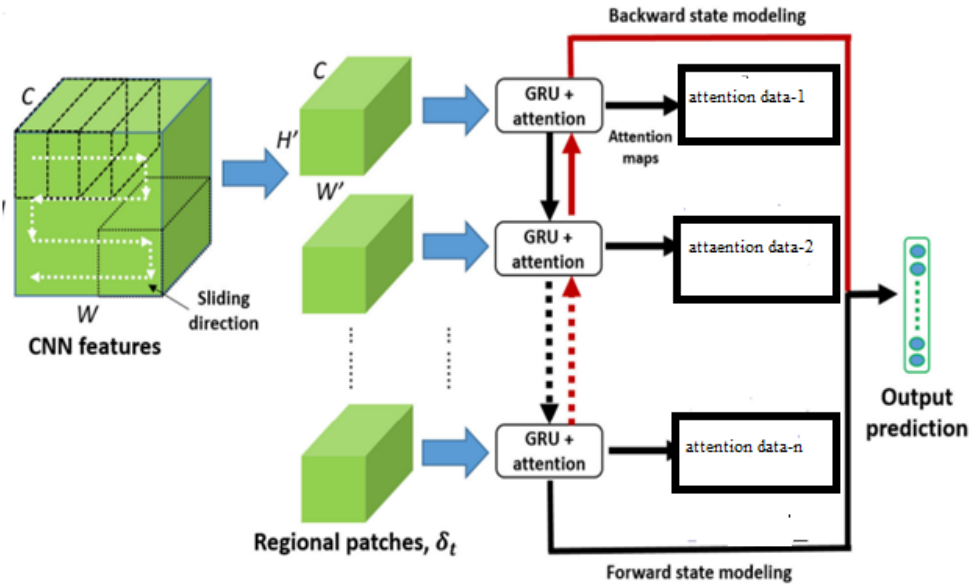 Backward state modeling
C
C
GRU +
attention
attention data-1
H'
Attention
maps
W'
GRU +
attention
attaention data-2
Sliding
direction
W
CNN features
Output
prediction
GRU +
attention
attention data-n
Regional patches, δt
Forward state modeling